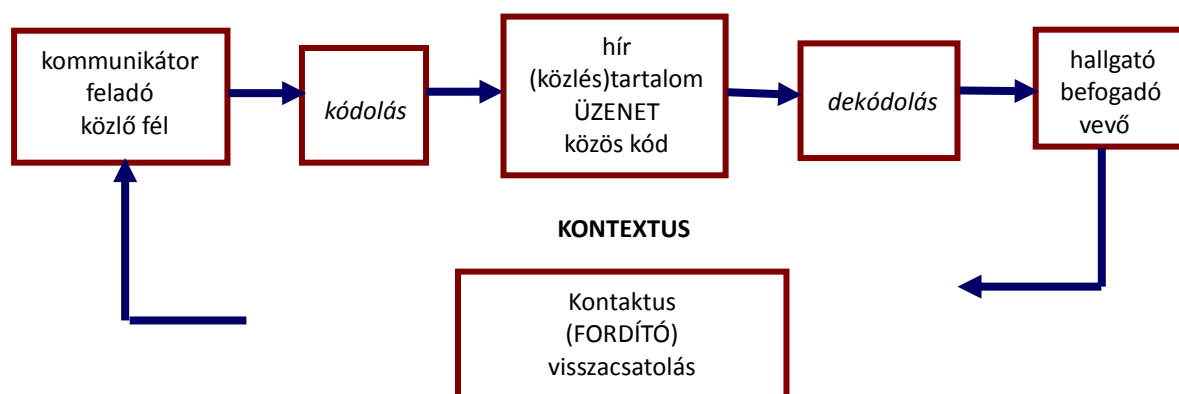 kommunikátor
feladó
közlő fél
kódolás
hír
(közlés)tartalom
ÜZENET
közös kód
dekódolás
hallgató
befogadó
vevő
KONTEXTUS
Kontaktus
(FORDÍTÓ)
visszacsatolás